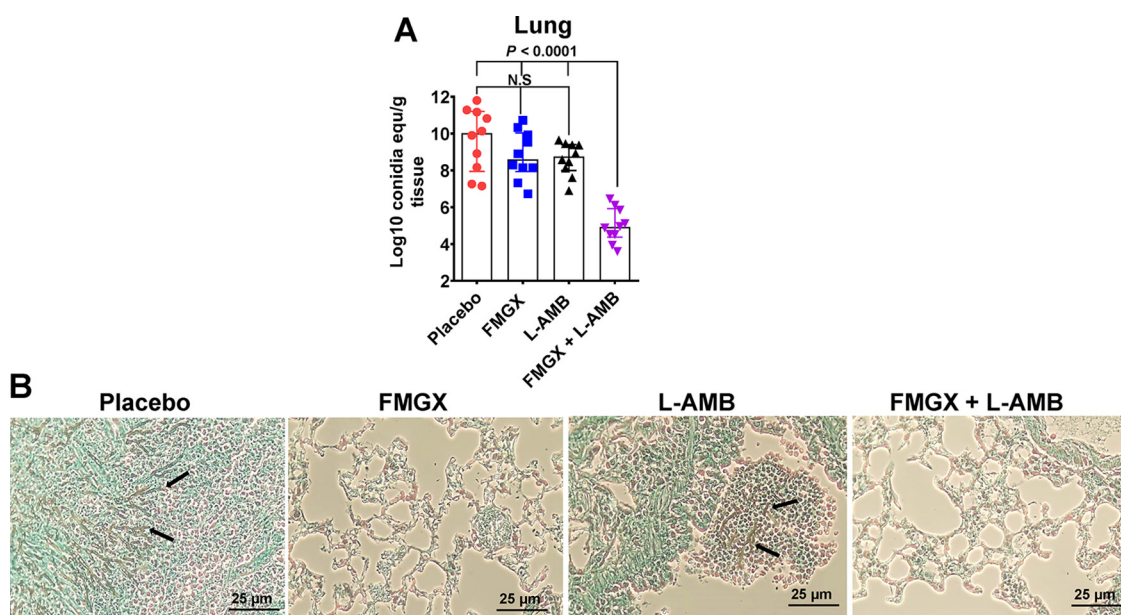 A
Lung
P < 0.0001
N.S
Log10 conidia equ/g
tissue
12
10
8
6
4
2
Placebo
FMGX
L-AMB
FMGX + L-AMB
B
Placebo
FMGX
L-AMB
FMGX + L-AMB
25 µm
25 µm
25 µm
25 µm